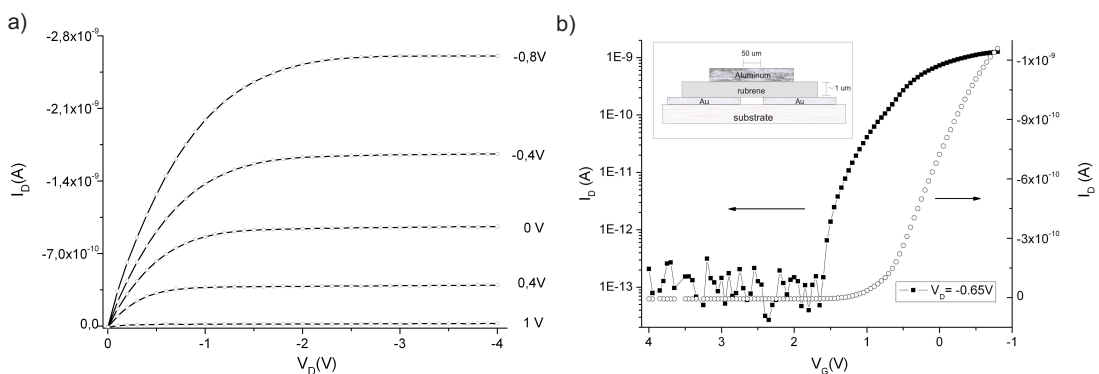 a)
I_D(A)
-2,8x10⁻⁹
-2,1x10⁻⁹
-1,4x10⁻⁹
-7,0x10⁻¹⁰
0,0
0 -1 -2 -3 -4
V_D(V)
-0,8V
-0,4V
0 V
0,4V
1 V
b)
I_D (A)
1E-9
1E-10
1E-11
1E-12
1E-13
50 um
Aluminum
rubrene
~1 um
Au Au
substrate
V_D= -0.65V
4 3 2 1 0 -1
V_G(V)
-1x10⁻⁹
-9x10⁻¹⁰
-6x10⁻¹⁰
-3x10⁻¹⁰
0
I_D (A)